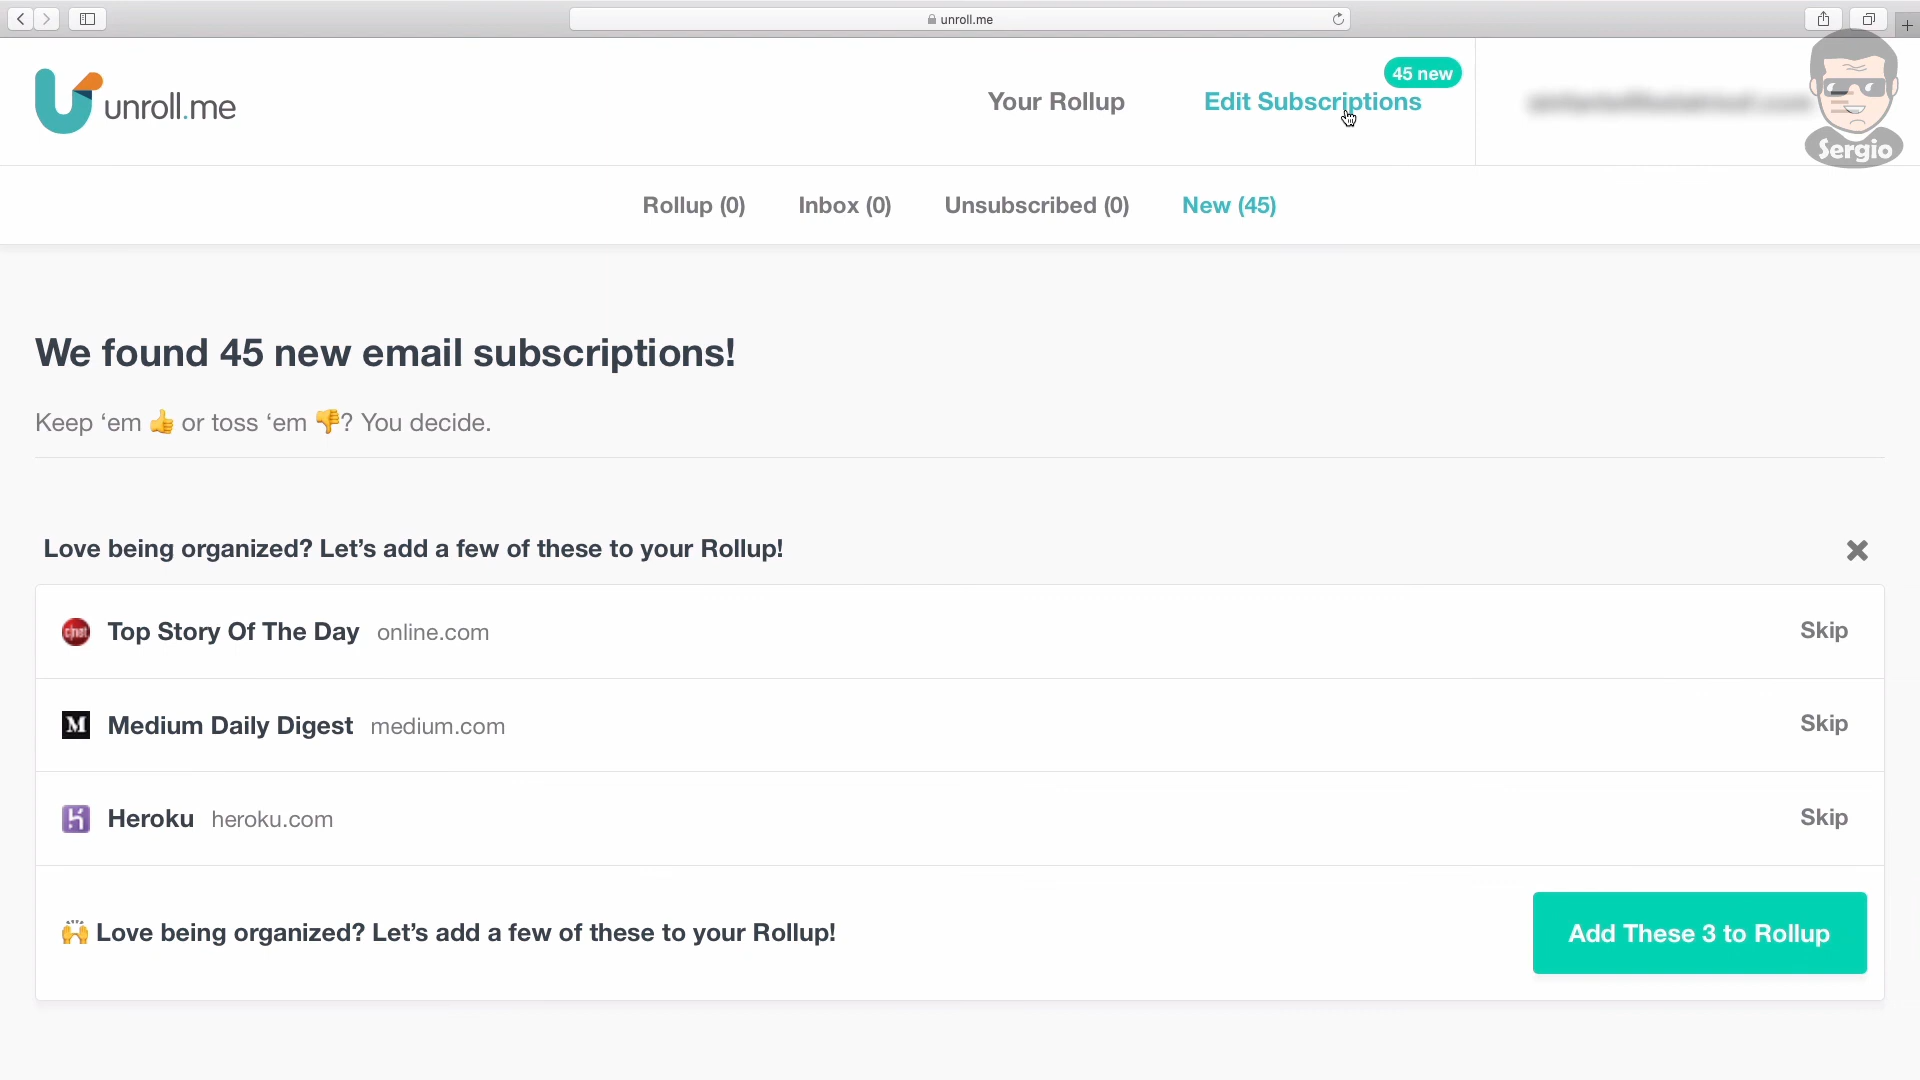 unroll.me
unroll.me
Your Rollup
Edit Subscriptions
45 new
Sergio
Rollup (0)
Inbox (0)
Unsubscribed (0)
New (45)
We found 45 new email subscriptions!
Keep ‘em 👍 or toss ‘em 👎? You decide.
Love being organized? Let’s add a few of these to your Rollup!
cnet Top Story Of The Day online.com Skip
M Medium Daily Digest medium.com Skip
Heroku heroku.com Skip
🙌 Love being organized? Let’s add a few of these to your Rollup! Add These 3 to Rollup